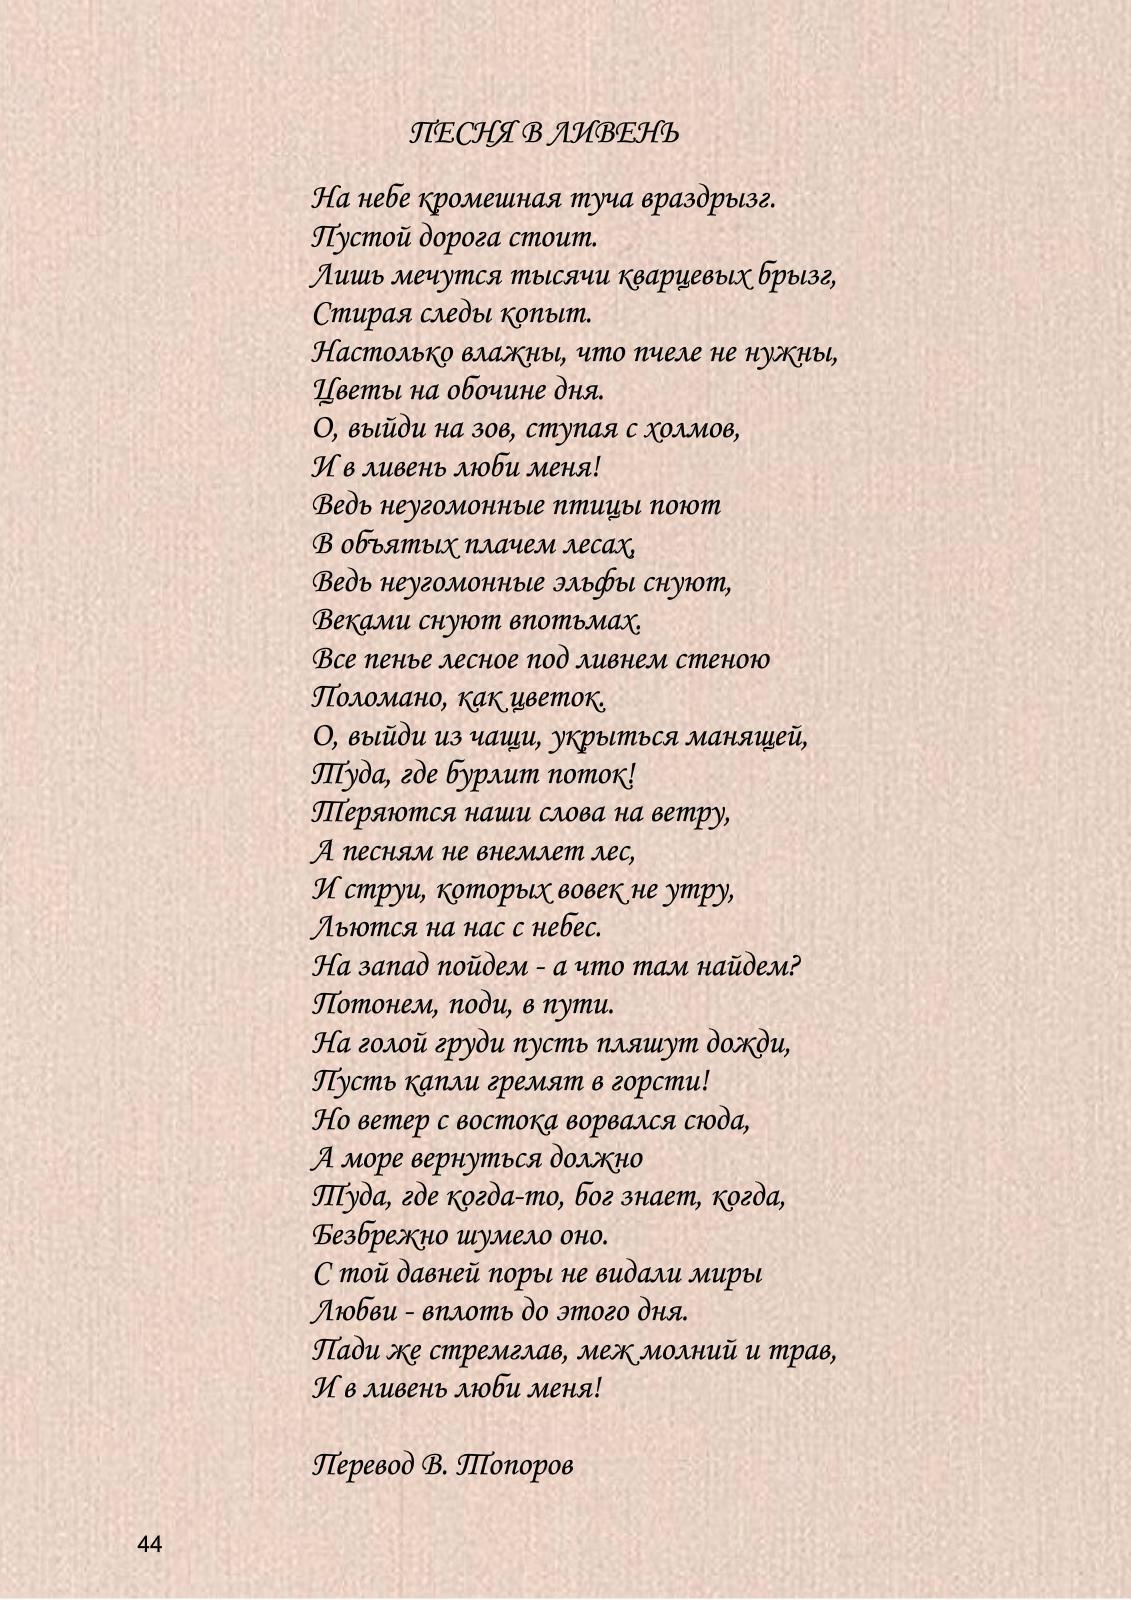 ПЕСНЯ В ЛИВЕНЬ
На небе кромешная туча враздрызг.
Пустой дорога стоит.
Лишь мечутся тысячи кварцевых брызг,
Стирая следы копыт.
Настолько влажны, что пчеле не нужны,
Цветы на обочине дня.
О, выйди на зов, ступая с холмов,
И в ливень люби меня!
Ведь неугомонные птицы поют
В объятых плачем лесах,
Ведь неугомонные эльфы снуют,
Веками снуют впотьмах.
Все пенье лесное под ливнем стеною
Поломано, как цветок.
О, выйди из чащи, укрыться манящей,
Туда, где бурлит поток!
Теряются наши слова на ветру,
А песням не внемлет лес,
И струи, которых вовек не утру,
Льются на нас с небес.
На запад пойдем - а что там найдем?
Потонем, поди, в пути.
На голой груди пусть пляшут дожди,
Пусть капли гремят в горсти!
Но ветер с востока ворвался сюда,
А море вернуться должно
Туда, где когда-то, бог знает, когда,
Безбрежно шумело оно.
С той давней поры не видали миры
Любви - вплоть до этого дня.
Пади же стремглав, меж молний и трав,
И в ливень люби меня!
Перевод В. Топоров
44